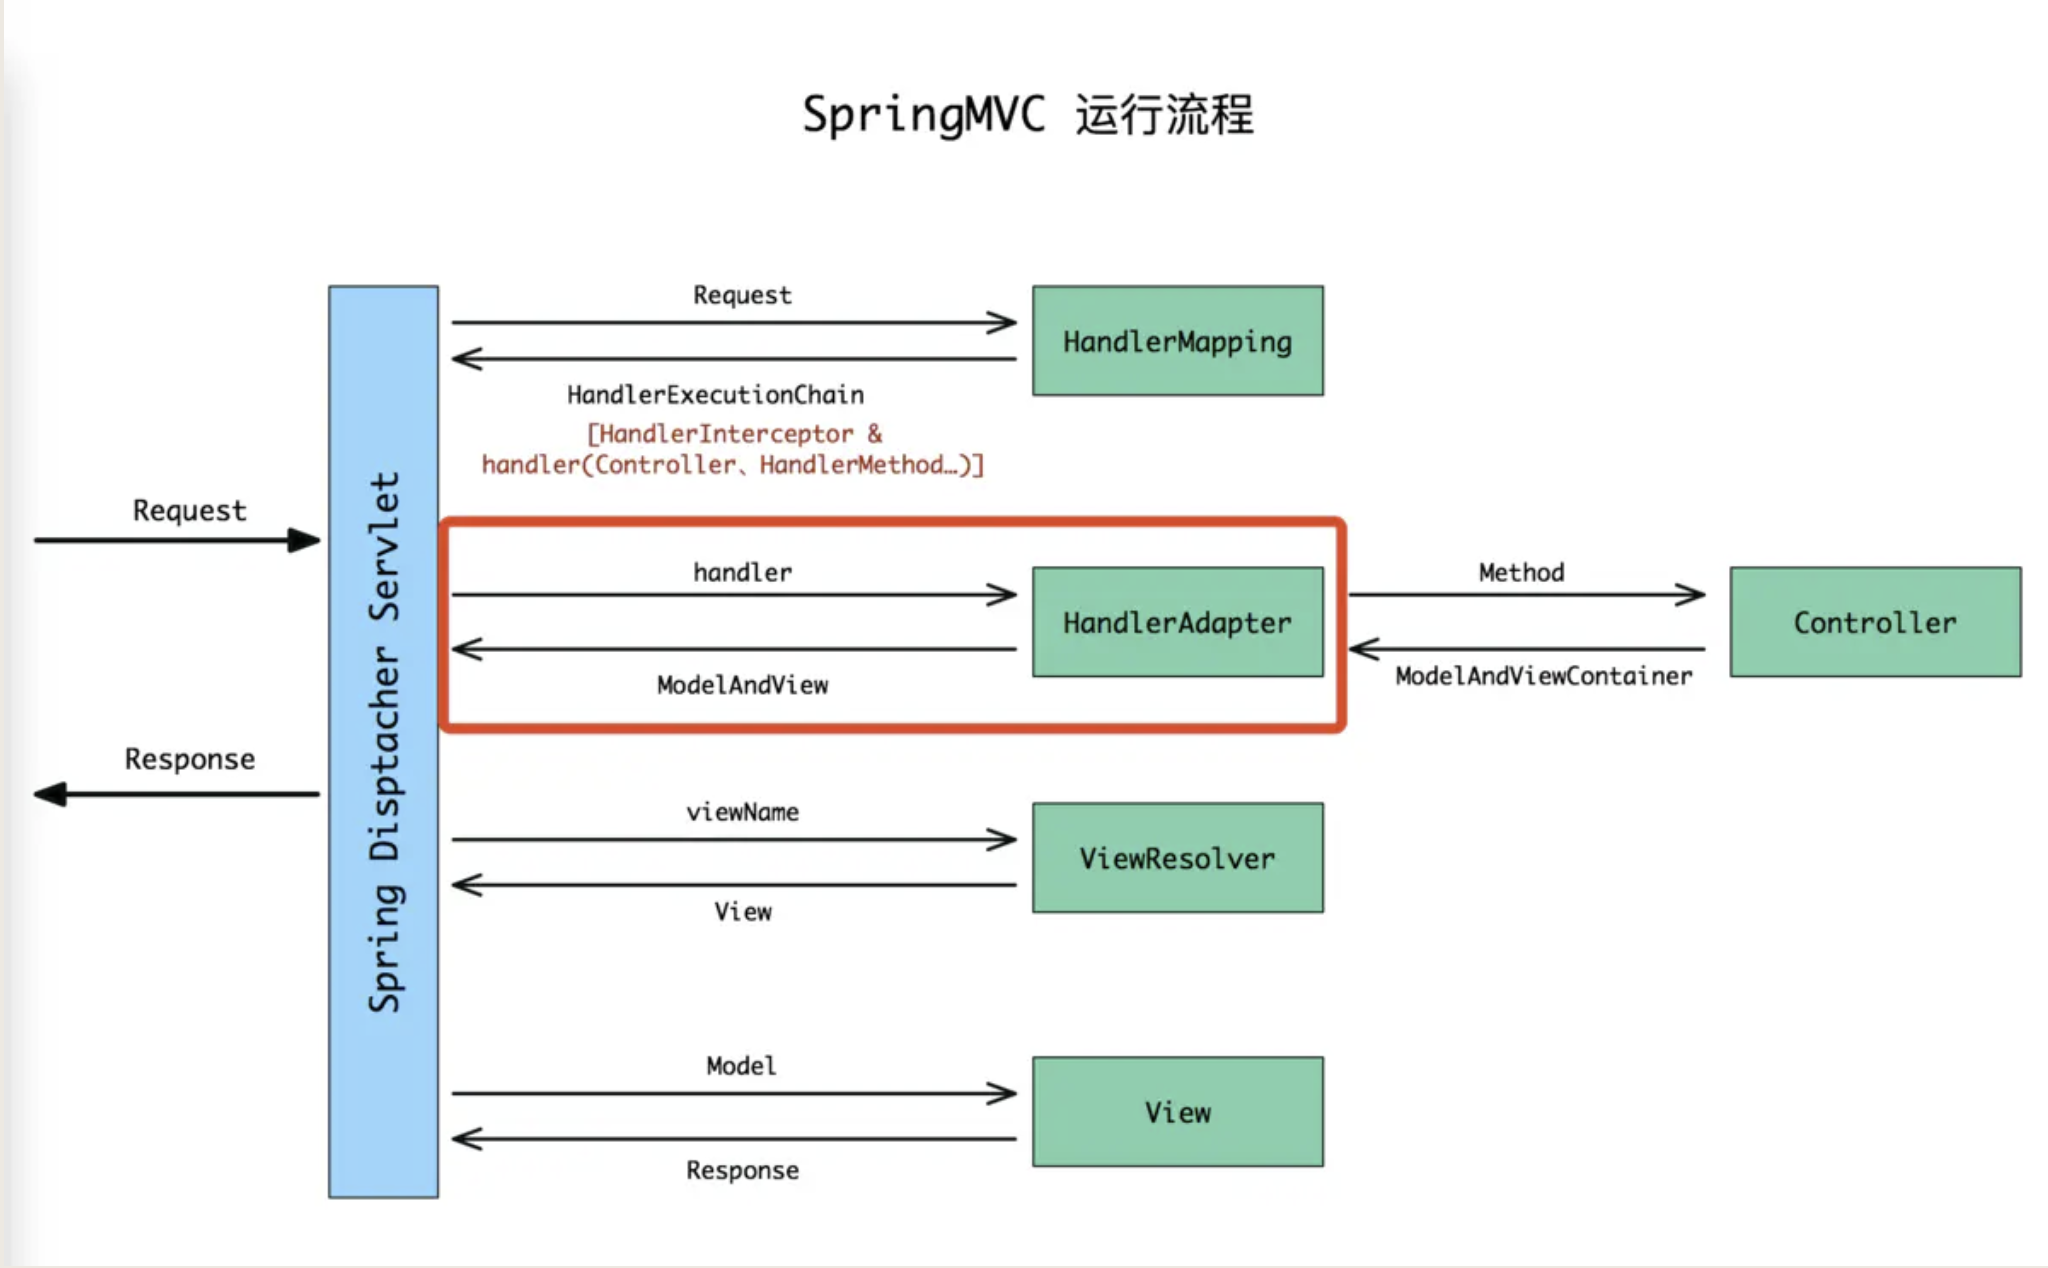 SpringMVC 运行流程
Request
HandlerMapping
HandlerExecutionChain
[HandlerInterceptor &
handler(Controller、HandlerMethod…)]
Request
Spring Disptacher Servlet
handler
HandlerAdapter
ModelAndView
Method
Controller
ModelAndViewContainer
Response
viewName
ViewResolver
View
Model
View
Response